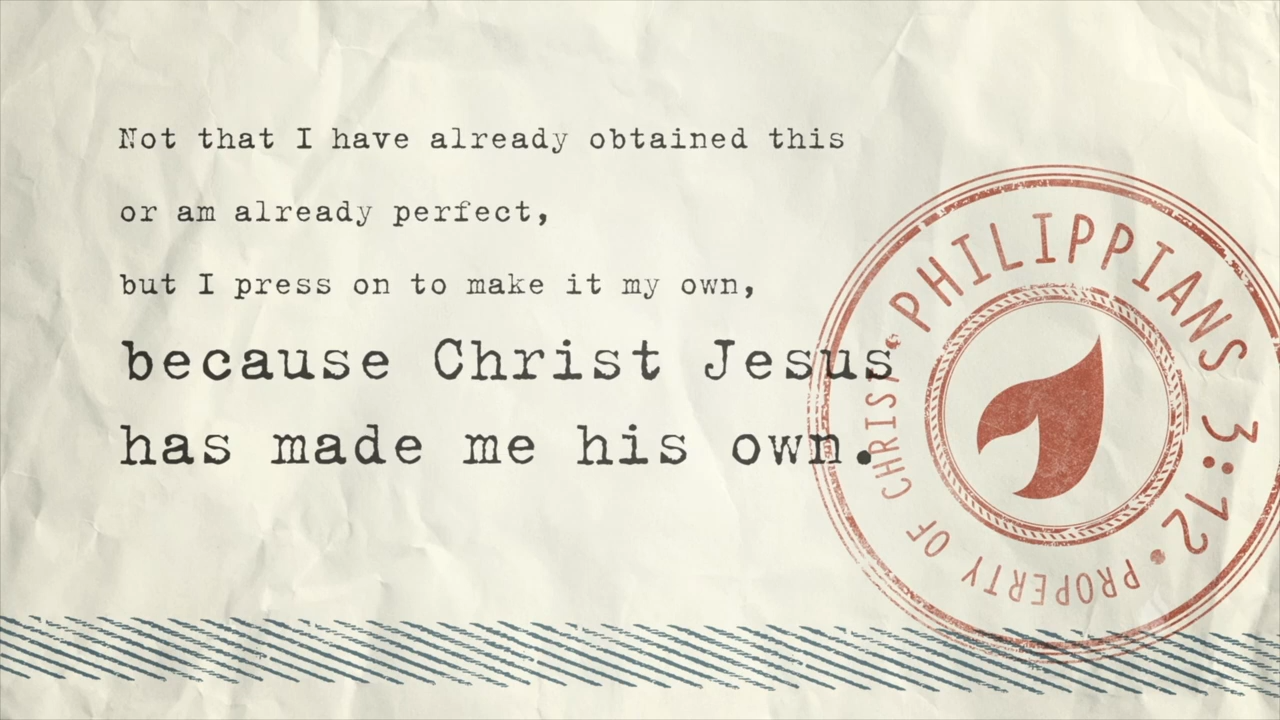 Not that I have already obtained this
or am already perfect,
but I press on to make it my own,
because Christ Jesus
has made me his own.
PHILIPPIANS 3:12
PROPERTY OF CHRIST